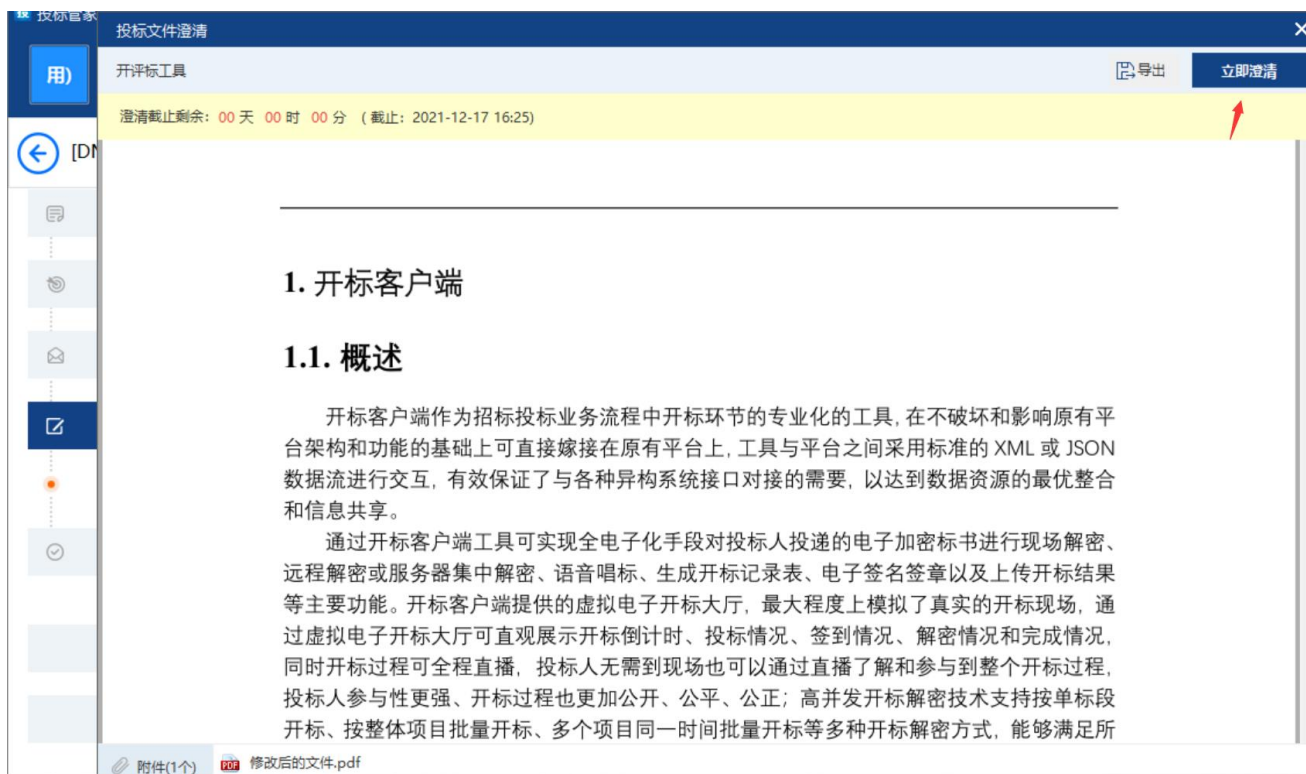 投标管家
投标文件澄清
用)
开评标工具
导出
立即澄清
澄清截止剩余: 00 天 00 时 00 分 (截止: 2021-12-17 16:25)
[DN
1. 开标客户端
1.1. 概述
开标客户端作为招标投标业务流程中开标环节的专业化的工具, 在不破坏和影响原有平
台架构和功能的基础上可直接嫁接在原有平台上, 工具与平台之间采用标准的 XML 或 JSON
数据流进行交互, 有效保证了与各种异构系统接口对接的需要, 以达到数据资源的最优整合
和信息共享。
通过开标客户端工具可实现全电子化手段对投标人投递的电子加密标书进行现场解密、
远程解密或服务器集中解密、语音唱标、生成开标记录表、电子签名签章以及上传开标结果
等主要功能。开标客户端提供的虚拟电子开标大厅, 最大程度上模拟了真实的开标现场, 通
过虚拟电子开标大厅可直观展示开标倒计时、投标情况、签到情况、解密情况和完成情况,
同时开标过程可全程直播, 投标人无需到现场也可以通过直播了解和参与到整个开标过程,
投标人参与性更强、开标过程也更加公开、公平、公正; 高并发开标解密技术支持按单标段
开标、按整体项目批量开标、多个项目同一时间批量开标等多种开标解密方式, 能够满足所
附件(1个)
PDF
修改后的文件.pdf